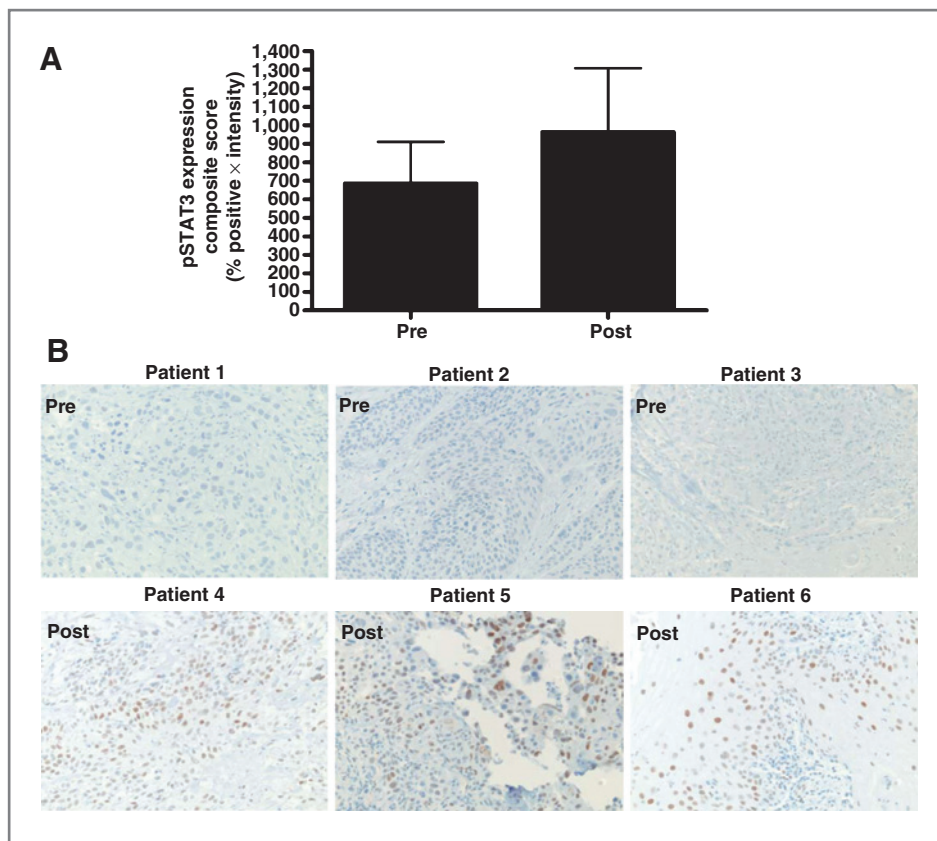 A
pSTAT3 expression
composite score
(% positive × intensity)
1,400
1,300
1,200
1,100
1,000
900
800
700
600
500
400
300
200
100
0
Pre
Post
B
Patient 1
Patient 2
Patient 3
Pre
Pre
Pre
Patient 4
Patient 5
Patient 6
Post
Post
Post